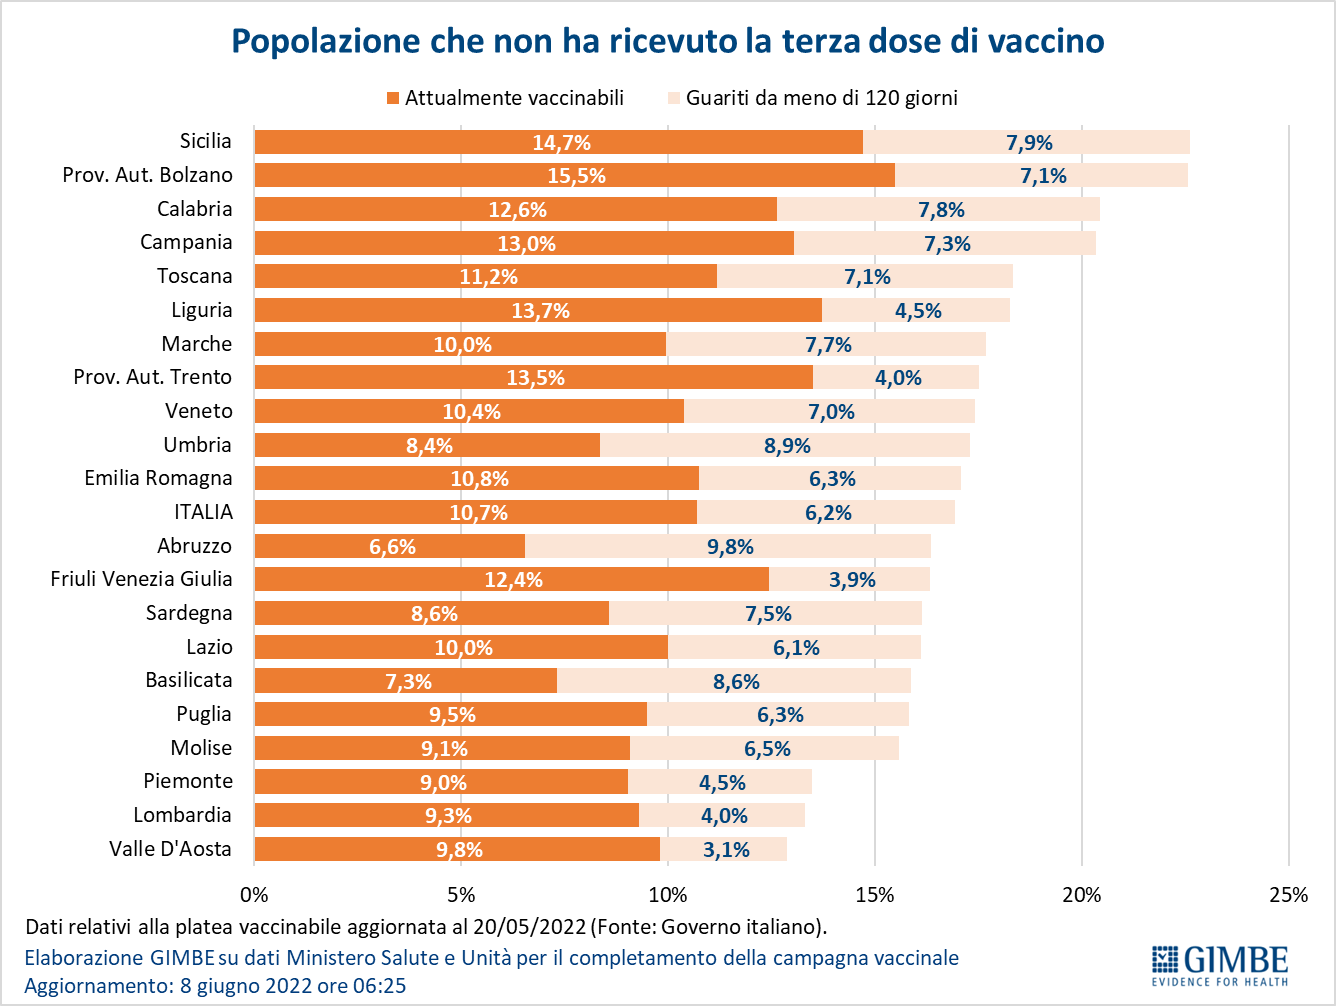 Popolazione che non ha ricevuto la terza dose di vaccino
Attualmente vaccinabili Guariti da meno di 120 giorni
Sicilia 14,7% 7,9%
Prov. Aut. Bolzano 15,5% 7,1%
Calabria 12,6% 7,8%
Campania 13,0% 7,3%
Toscana 11,2% 7,1%
Liguria 13,7% 4,5%
Marche 10,0% 7,7%
Prov. Aut. Trento 13,5% 4,0%
Veneto 10,4% 7,0%
Umbria 8,4% 8,9%
Emilia Romagna 10,8% 6,3%
ITALIA 10,7% 6,2%
Abruzzo 6,6% 9,8%
Friuli Venezia Giulia 12,4% 3,9%
Sardegna 8,6% 7,5%
Lazio 10,0% 6,1%
Basilicata 7,3% 8,6%
Puglia 9,5% 6,3%
Molise 9,1% 6,5%
Piemonte 9,0% 4,5%
Lombardia 9,3% 4,0%
Valle D'Aosta 9,8% 3,1%
0% 5% 10% 15% 20% 25%
Dati relativi alla platea vaccinabile aggiornata al 20/05/2022 (Fonte: Governo italiano).
Elaborazione GIMBE su dati Ministero Salute e Unità per il completamento della campagna vaccinale
Aggiornamento: 8 giugno 2022 ore 06:25
GIMBE
EVIDENCE FOR HEALTH